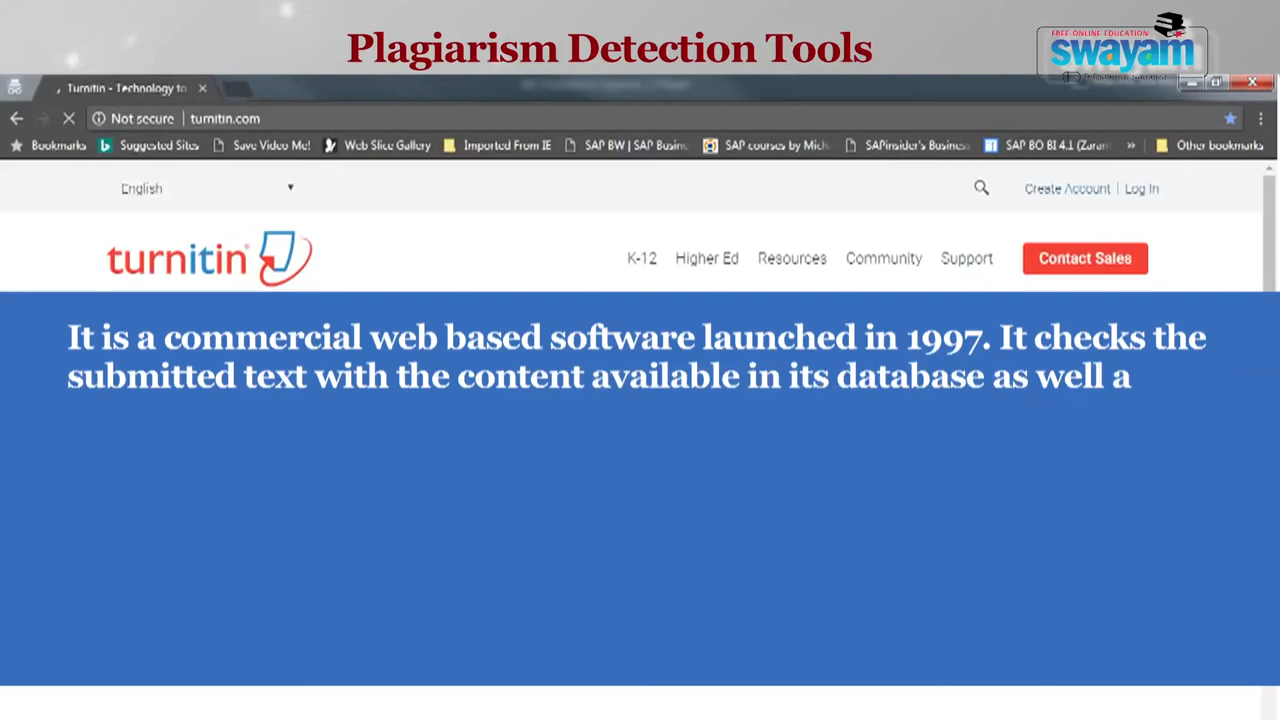 Plagiarism Detection Tools
FREE ONLINE EDUCATION
swayam
Turnitin - Technology to
Not secure | turnitin.com
Bookmarks Suggested Sites Save Video Me! Web Slice Gallery Imported From IE SAP BW | SAP Busin SAP courses by Mich SAPinsider's Business SAP BO BI 4.1 (Zaran » Other bookmarks
English Create Account | Log In
turnitin K-12 Higher Ed Resources Community Support Contact Sales
It is a commercial web based software launched in 1997. It checks the
submitted text with the content available in its database as well a